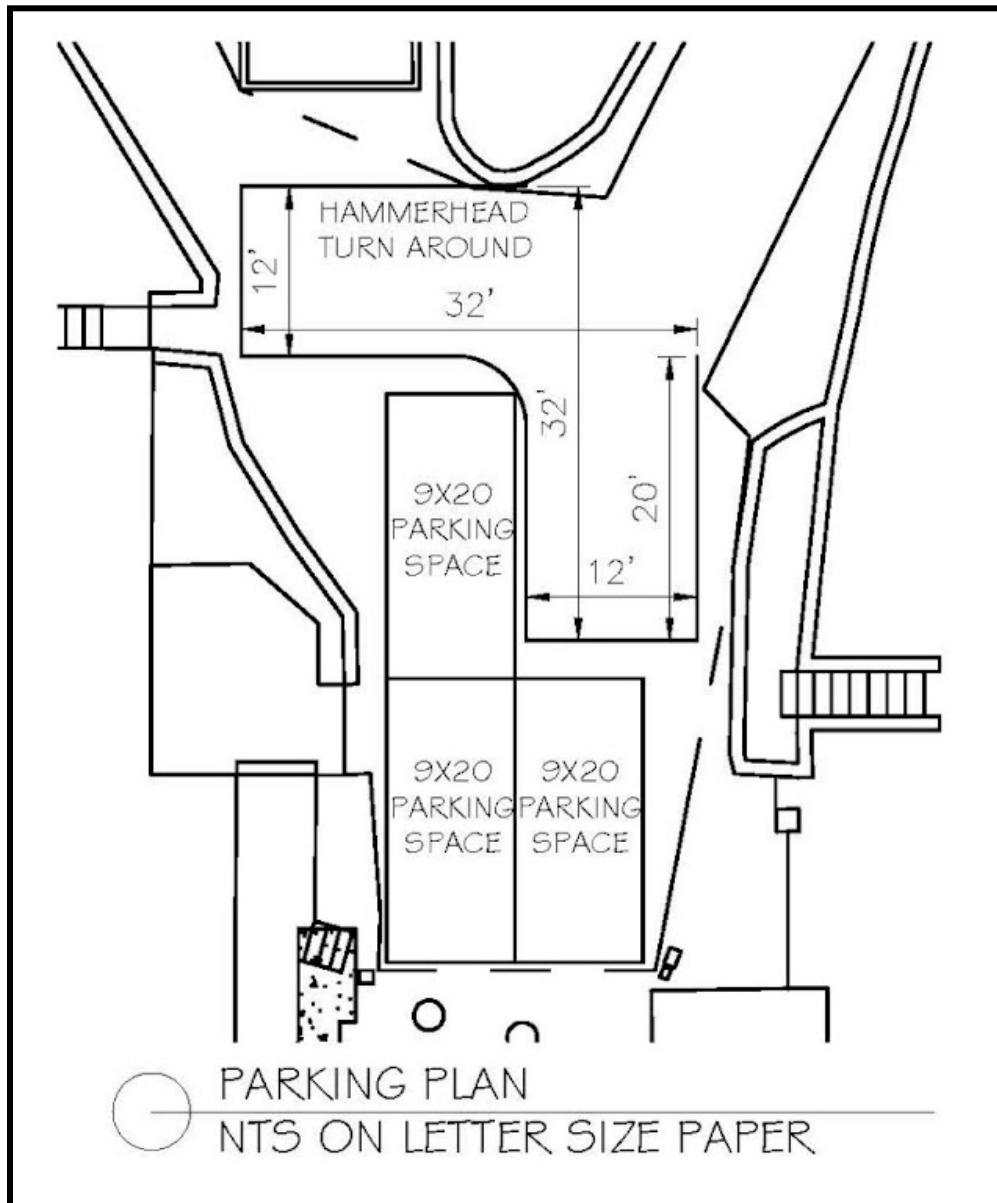 HAMMERHEAD
TURN AROUND
12'
32'
32'
20'
12'
9X20
PARKING
SPACE
9X20
PARKING
SPACE
9X20
PARKING
SPACE
PARKING PLAN
NTS ON LETTER SIZE PAPER